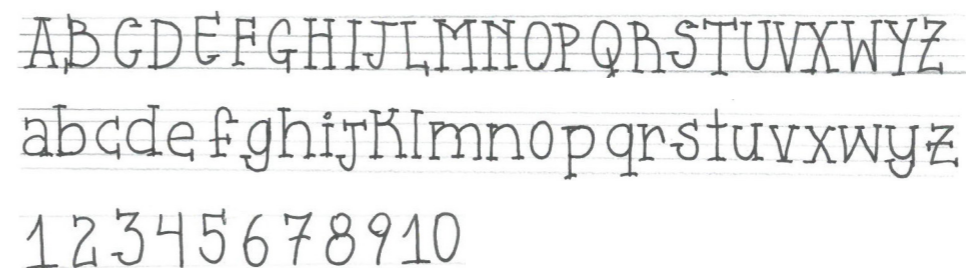 ABCDEFGHIJLMNOPQRSTUVXWYZ
abcdefghijKlmnopqrstuvxwyz
12345678910